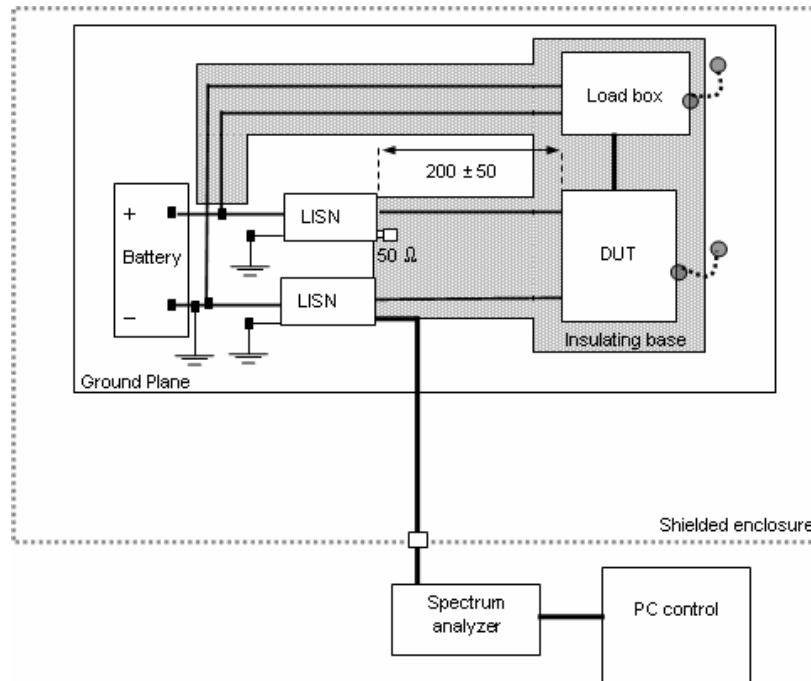 Load box
200 ± 50
+
LISN
Battery
50 Ω
DUT
LISN
–
Insulating base
Ground Plane
Shielded enclosure
Spectrum
analyzer
PC control